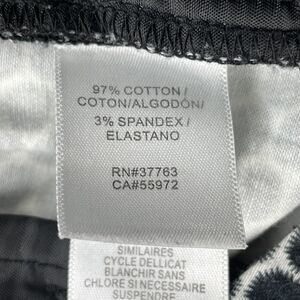 97% COTTON /
COTON/ALGODÓN/
3% SPANDEX /
ELASTANO
RN#37763
CA#55972
SIMILAIRES
CYCLE DELLICAT
BLANCHIR SANS
CHLORE SI NECESSAIRE
SUSPENDRE